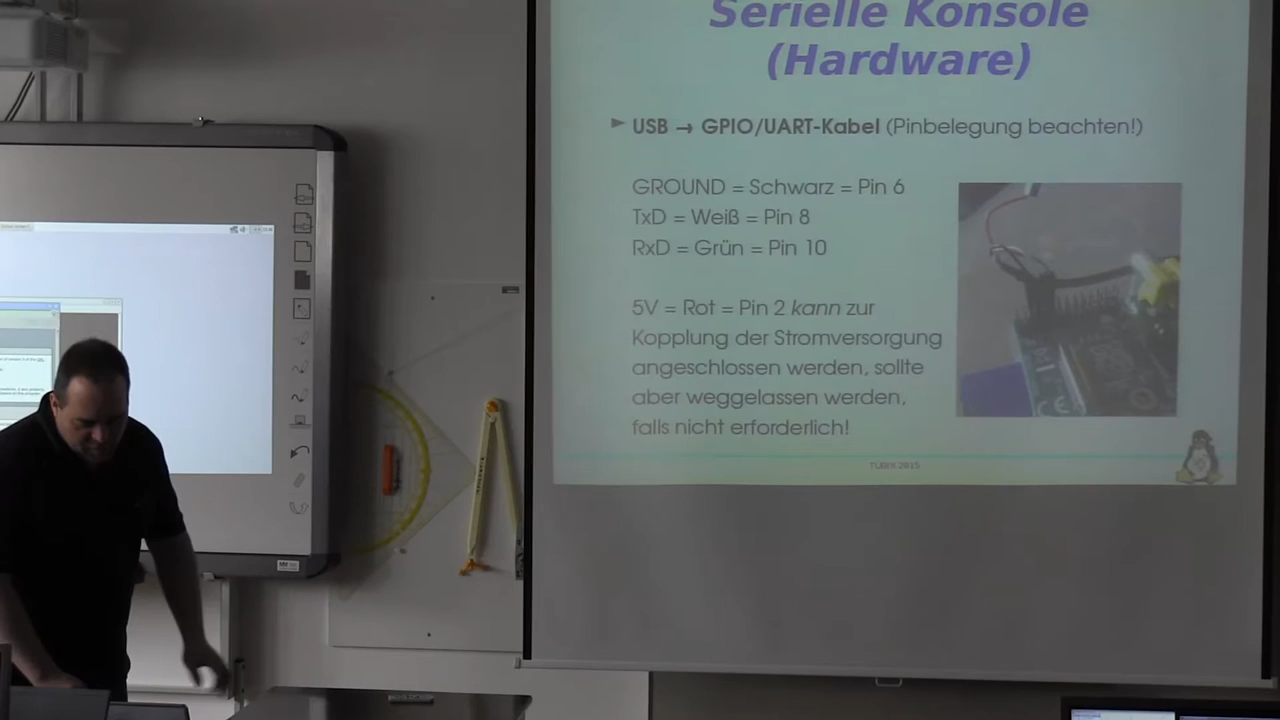 Serielle Konsole
(Hardware)
USB → GPIO/UART-Kabel (Pinbelegung beachten!)
GROUND = Schwarz = Pin 6
TxD = Weiß = Pin 8
RxD = Grün = Pin 10
5V = Rot = Pin 2 kann zur
Kopplung der Stromversorgung
angeschlossen werden, sollte
aber weggelassen werden,
falls nicht erforderlich!
TÜBIX 2015